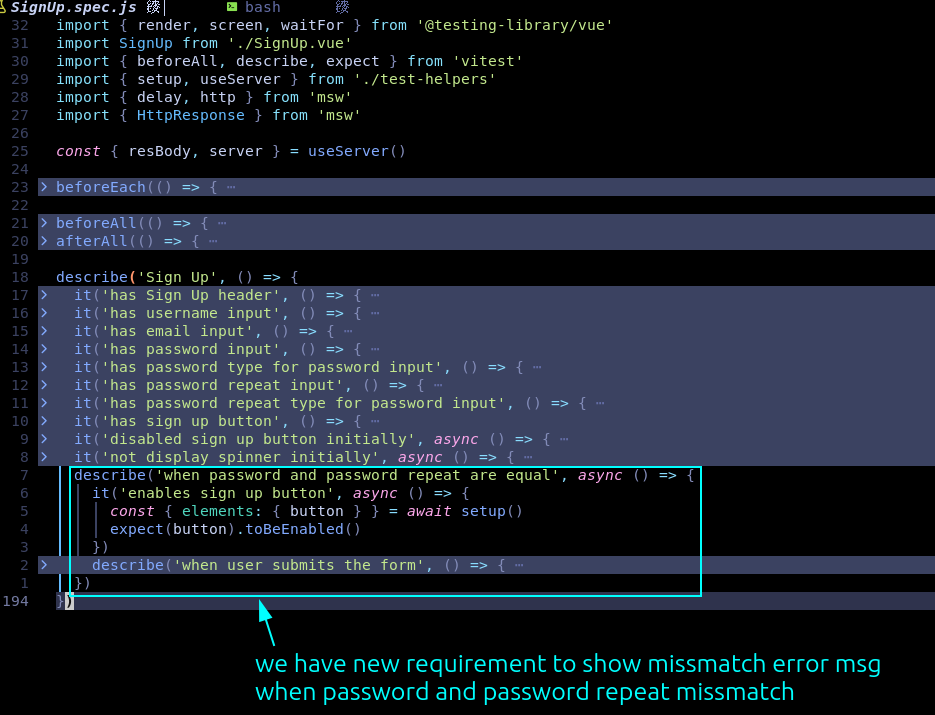 SignUp.spec.js bash
32 import { render, screen, waitFor } from '@testing-library/vue'
31 import SignUp from './SignUp.vue'
30 import { beforeAll, describe, expect } from 'vitest'
29 import { setup, useServer } from './test-helpers'
28 import { delay, http } from 'msw'
27 import { HttpResponse } from 'msw'
26
25 const { resBody, server } = useServer()
24
23 > beforeEach(() => { ⋯
22
21 > beforeAll(() => { ⋯
20 > afterAll(() => { ⋯
19
18 describe('Sign Up', () => {
17 > it('has Sign Up header', () => { ⋯
16 > it('has username input', () => { ⋯
15 > it('has email input', () => { ⋯
14 > it('has password input', () => { ⋯
13 > it('has password type for password input', () => { ⋯
12 > it('has password repeat input', () => { ⋯
11 > it('has password repeat type for password input', () => { ⋯
10 > it('has sign up button', () => { ⋯
9 > it('disabled sign up button initially', async () => { ⋯
8 > it('not display spinner initially', async () => { ⋯
7 describe('when password and password repeat are equal', async () => {
6 it('enables sign up button', async () => {
5 const { elements: { button } } = await setup()
4 expect(button).toBeEnabled()
3 })
2 > describe('when user submits the form', () => { ⋯
1 })
194 })
we have new requirement to show missmatch error msg
when password and password repeat missmatch